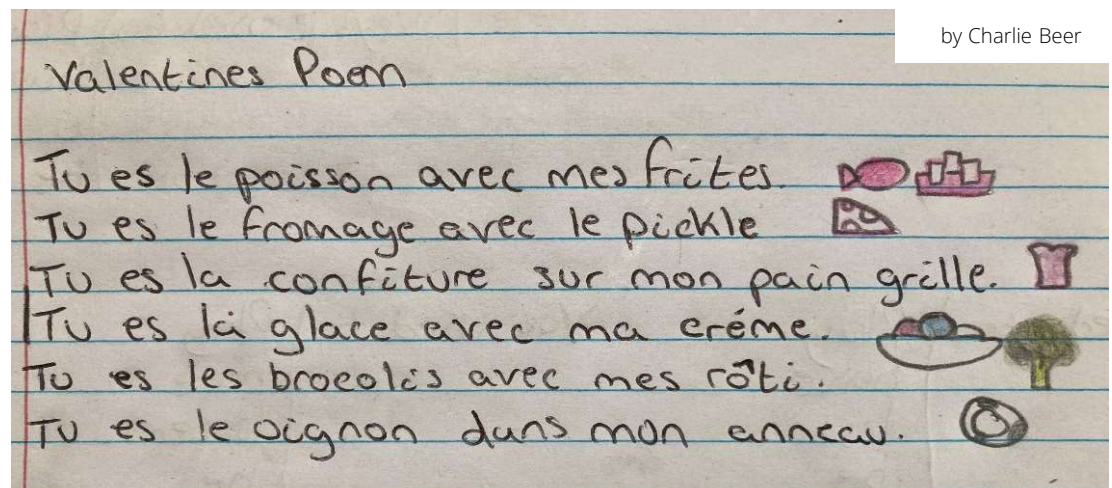 by Charlie Beer
Valentines Poem
Tu es le poisson avec mes frites.
Tu es le fromage avec le pickle
Tu es la confiture sur mon pain grille.
Tu es la glace avec ma créme.
Tu es les brocolis avec mes rôti.
Tu es le oignon dans mon anneau.